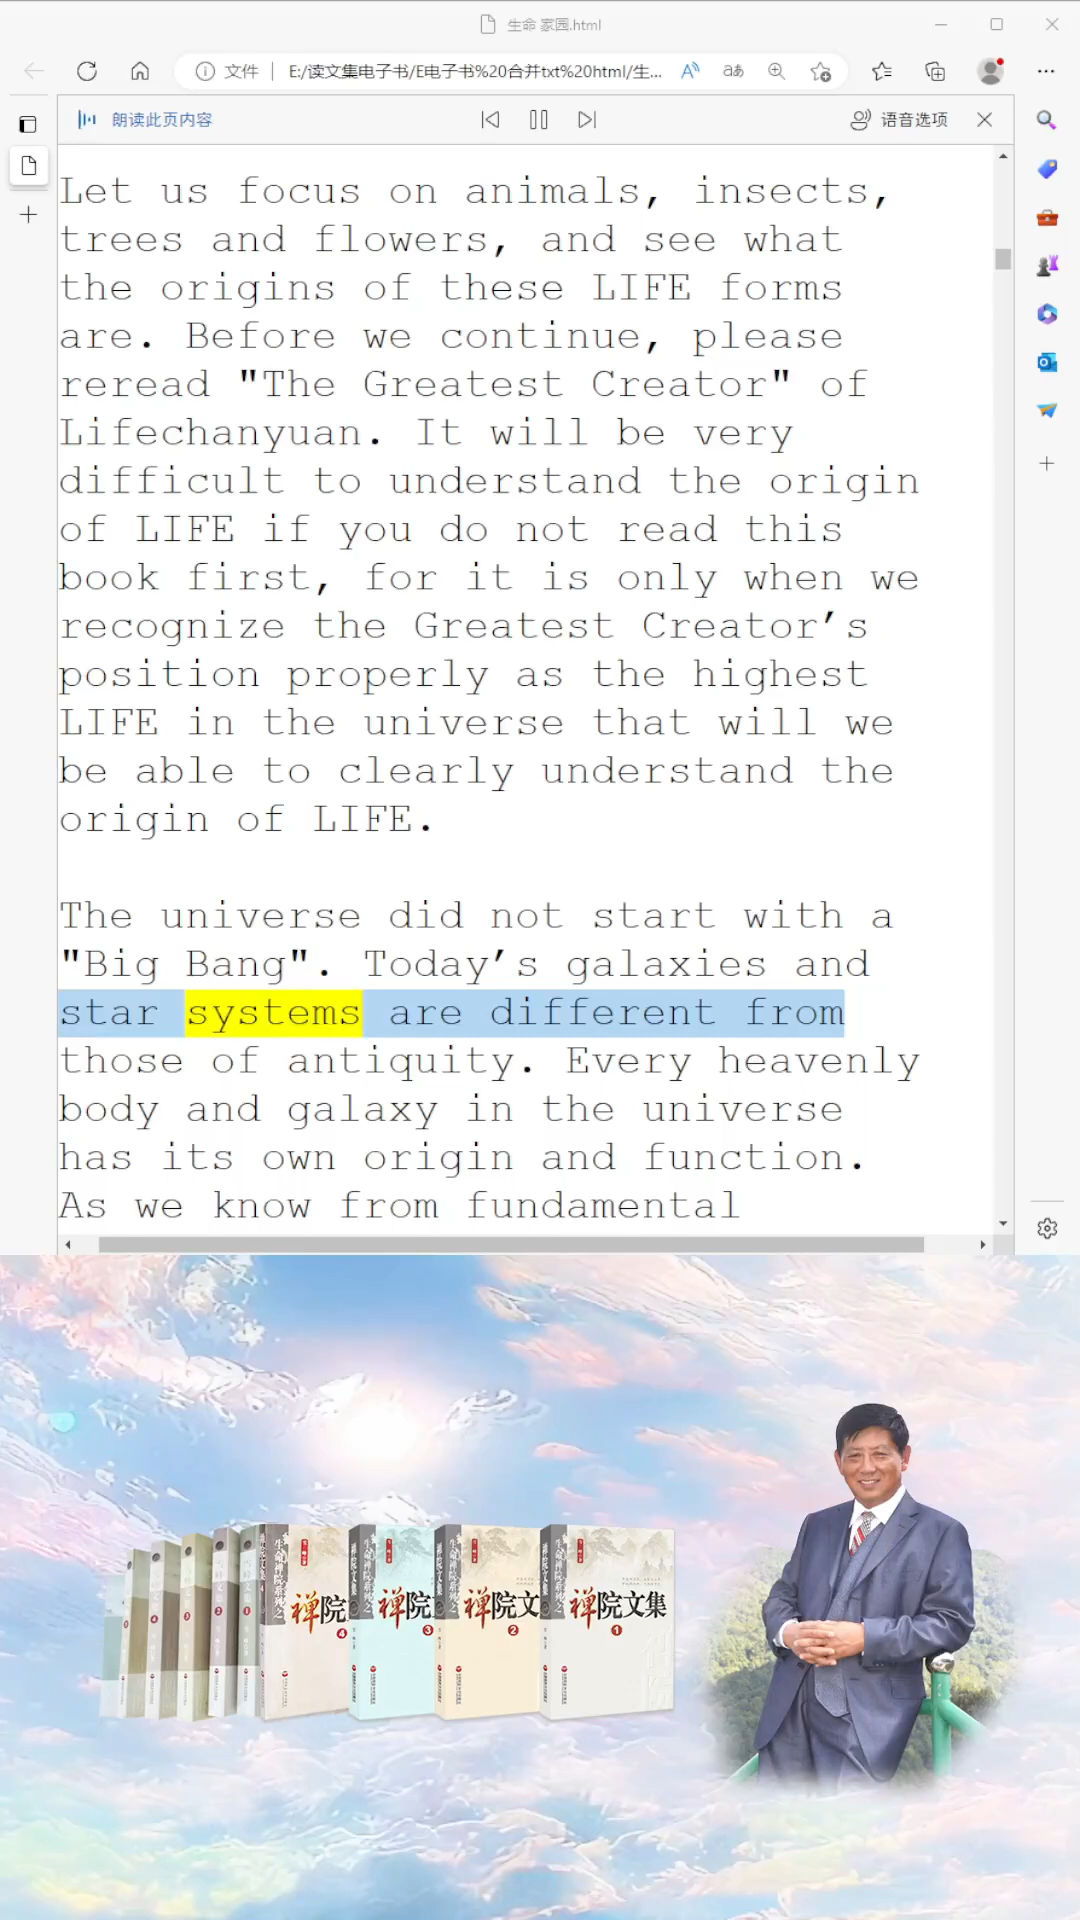 生命 家园.html
文件 | E:/读文集电子书/E电子书%20合并txt%20html/生...
朗读此页内容
语音选项
Let us focus on animals, insects,
trees and flowers, and see what
the origins of these LIFE forms
are. Before we continue, please
reread "The Greatest Creator" of
Lifechanyuan. It will be very
difficult to understand the origin
of LIFE if you do not read this
book first, for it is only when we
recognize the Greatest Creator’s
position properly as the highest
LIFE in the universe that will we
be able to clearly understand the
origin of LIFE.
The universe did not start with a
"Big Bang". Today’s galaxies and
star systems are different from
those of antiquity. Every heavenly
body and galaxy in the universe
has its own origin and function.
As we know from fundamental
禅院
4
禅院
3
禅院文
2
禅院文集
1